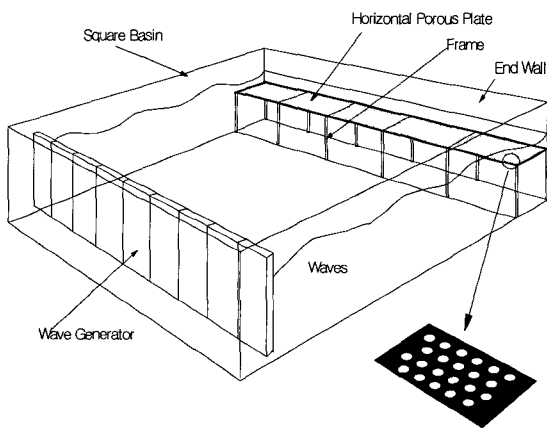 Horizontal Porous Plate
Square Basin
Frame
End Wall
Waves
Wave Generator